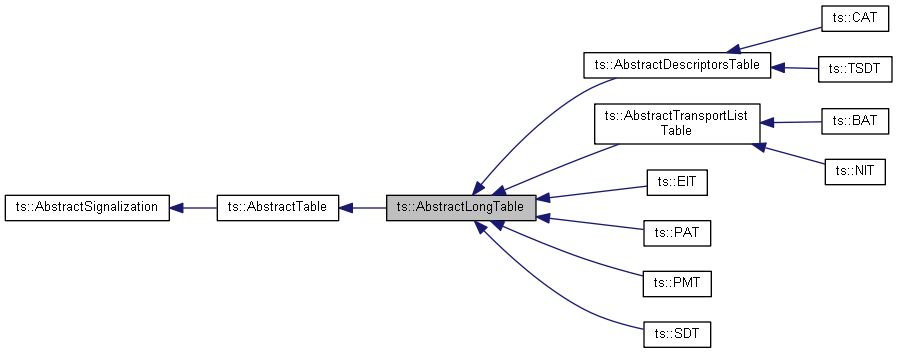 ts::CAT
ts::AbstractDescriptorsTable
ts::TSDT
ts::AbstractTransportList
Table
ts::BAT
ts::NIT
ts::EIT
ts::AbstractSignalization
ts::AbstractTable
ts::AbstractLongTable
ts::PAT
ts::PMT
ts::SDT